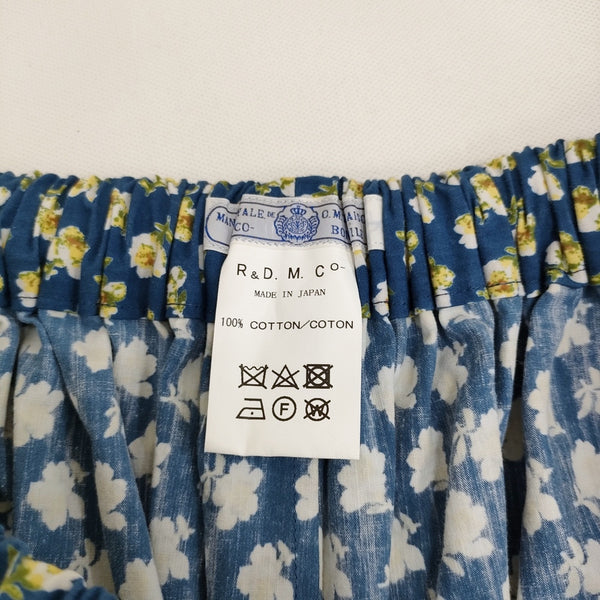 R & D. M. CO-
MADE IN JAPAN
100% COTTON/COTON
F
W